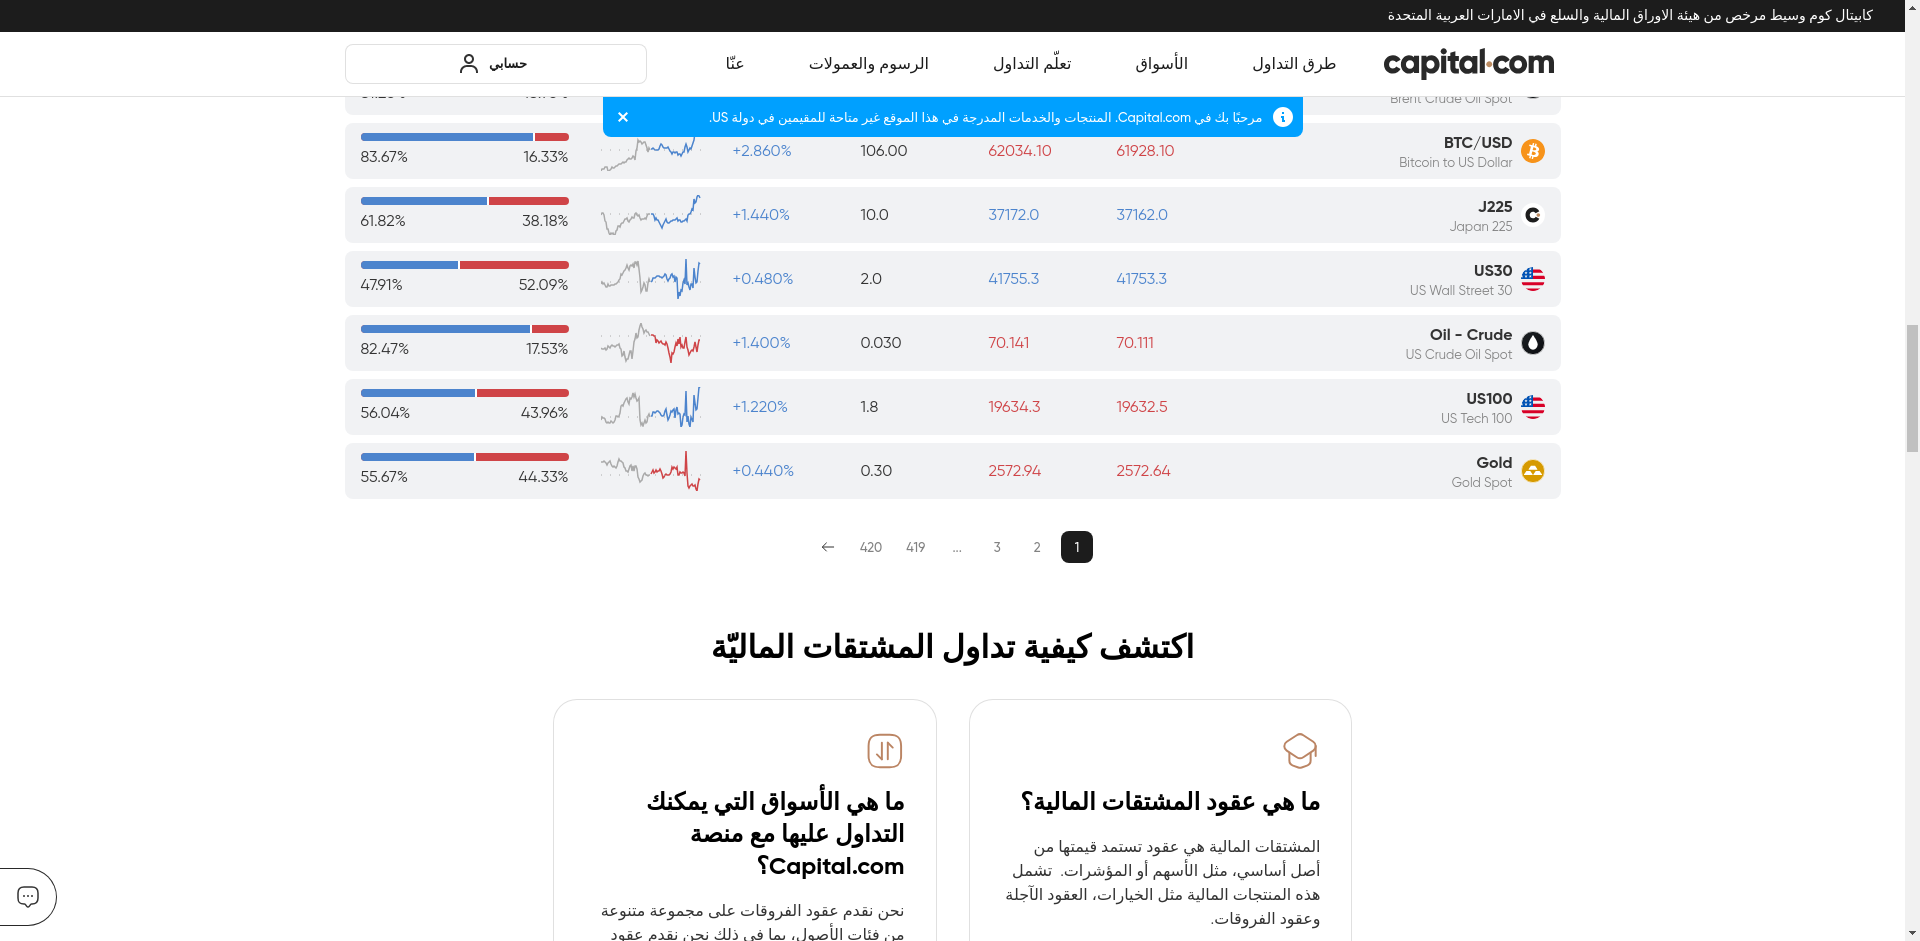 كابيتال كوم وسيط مرخص من هيئة الاوراق المالية والسلع في الامارات العربية المتحدة
capital.com
طرق التداول
الأسواق
تعلّم التداول
الرسوم والعمولات
عنّا
حسابي
مرحبًا بك في Capital.com. المنتجات والخدمات المدرجة في هذا الموقع غير متاحة للمقيمين في دولة US.
Brent Crude Oil Spot
BTC/USD
Bitcoin to US Dollar
61928.10
62034.10
106.00
+2.860%
16.33%
83.67%
J225
Japan 225
37162.0
37172.0
10.0
+1.440%
38.18%
61.82%
US30
US Wall Street 30
41753.3
41755.3
2.0
+0.480%
52.09%
47.91%
Oil - Crude
US Crude Oil Spot
70.111
70.141
0.030
+1.400%
17.53%
82.47%
US100
US Tech 100
19632.5
19634.3
1.8
+1.220%
43.96%
56.04%
Gold
Gold Spot
2572.64
2572.94
0.30
+0.440%
44.33%
55.67%
1
2
3
...
419
420
اكتشف كيفية تداول المشتقات الماليّة
ما هي عقود المشتقات المالية؟
المشتقات المالية هي عقود تستمد قيمتها من
أصل أساسي، مثل الأسهم أو المؤشرات. تشمل
هذه المنتجات المالية مثل الخيارات، العقود الآجلة
وعقود الفروقات.
ما هي الأسواق التي يمكنك
التداول عليها مع منصة
Capital.com؟
نحن نقدم عقود الفروقات على مجموعة متنوعة
من فئات الأصول، بما في ذلك نحن نقدم عقود